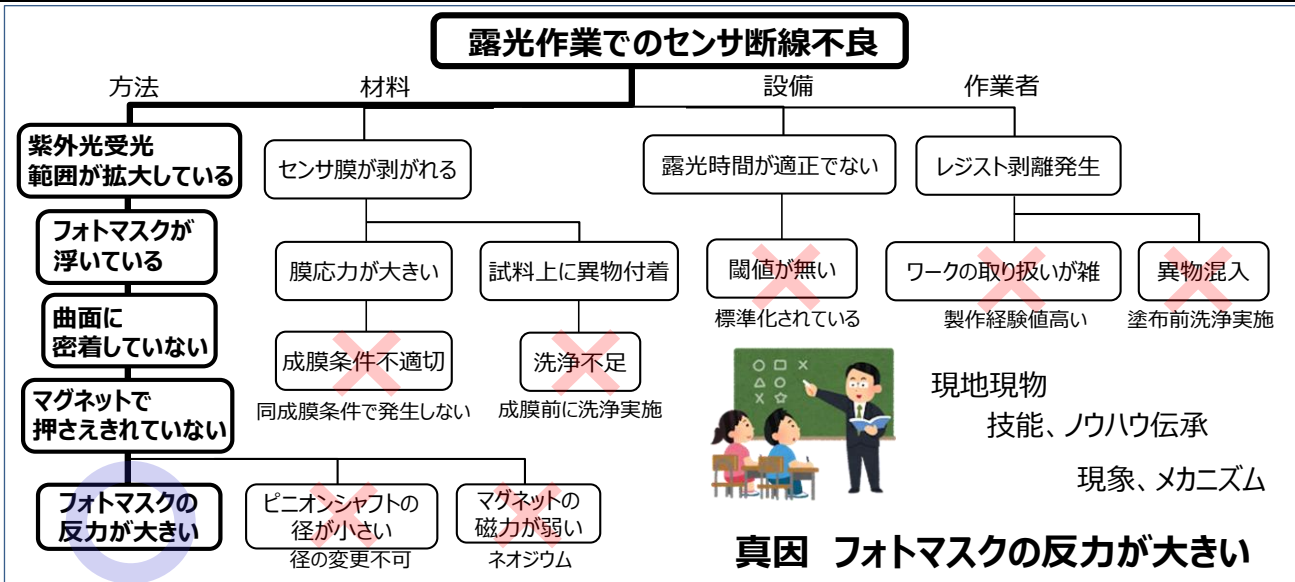 露光作業でのセンサ断線不良
方法
材料
設備
作業者
紫外光受光
範囲が拡大している
フォトマスクが
浮いている
曲面に
密着していない
マグネットで
押さえきれていない
フォトマスクの
反力が大きい
ピニオンシャフトの
径が小さい
径の変更不可
マグネットの
磁力が弱い
ネオジウム
センサ膜が剥がれる
膜応力が大きい
成膜条件不適切
同成膜条件で発生しない
試料上に異物付着
洗浄不足
成膜前に洗浄実施
露光時間が適正でない
閾値が無い
標準化されている
レジスト剥離発生
ワークの取り扱いが雑
製作経験値高い
異物混入
塗布前洗浄実施
現地現物
技能、ノウハウ伝承
現象、メカニズム
真因 フォトマスクの反力が大きい